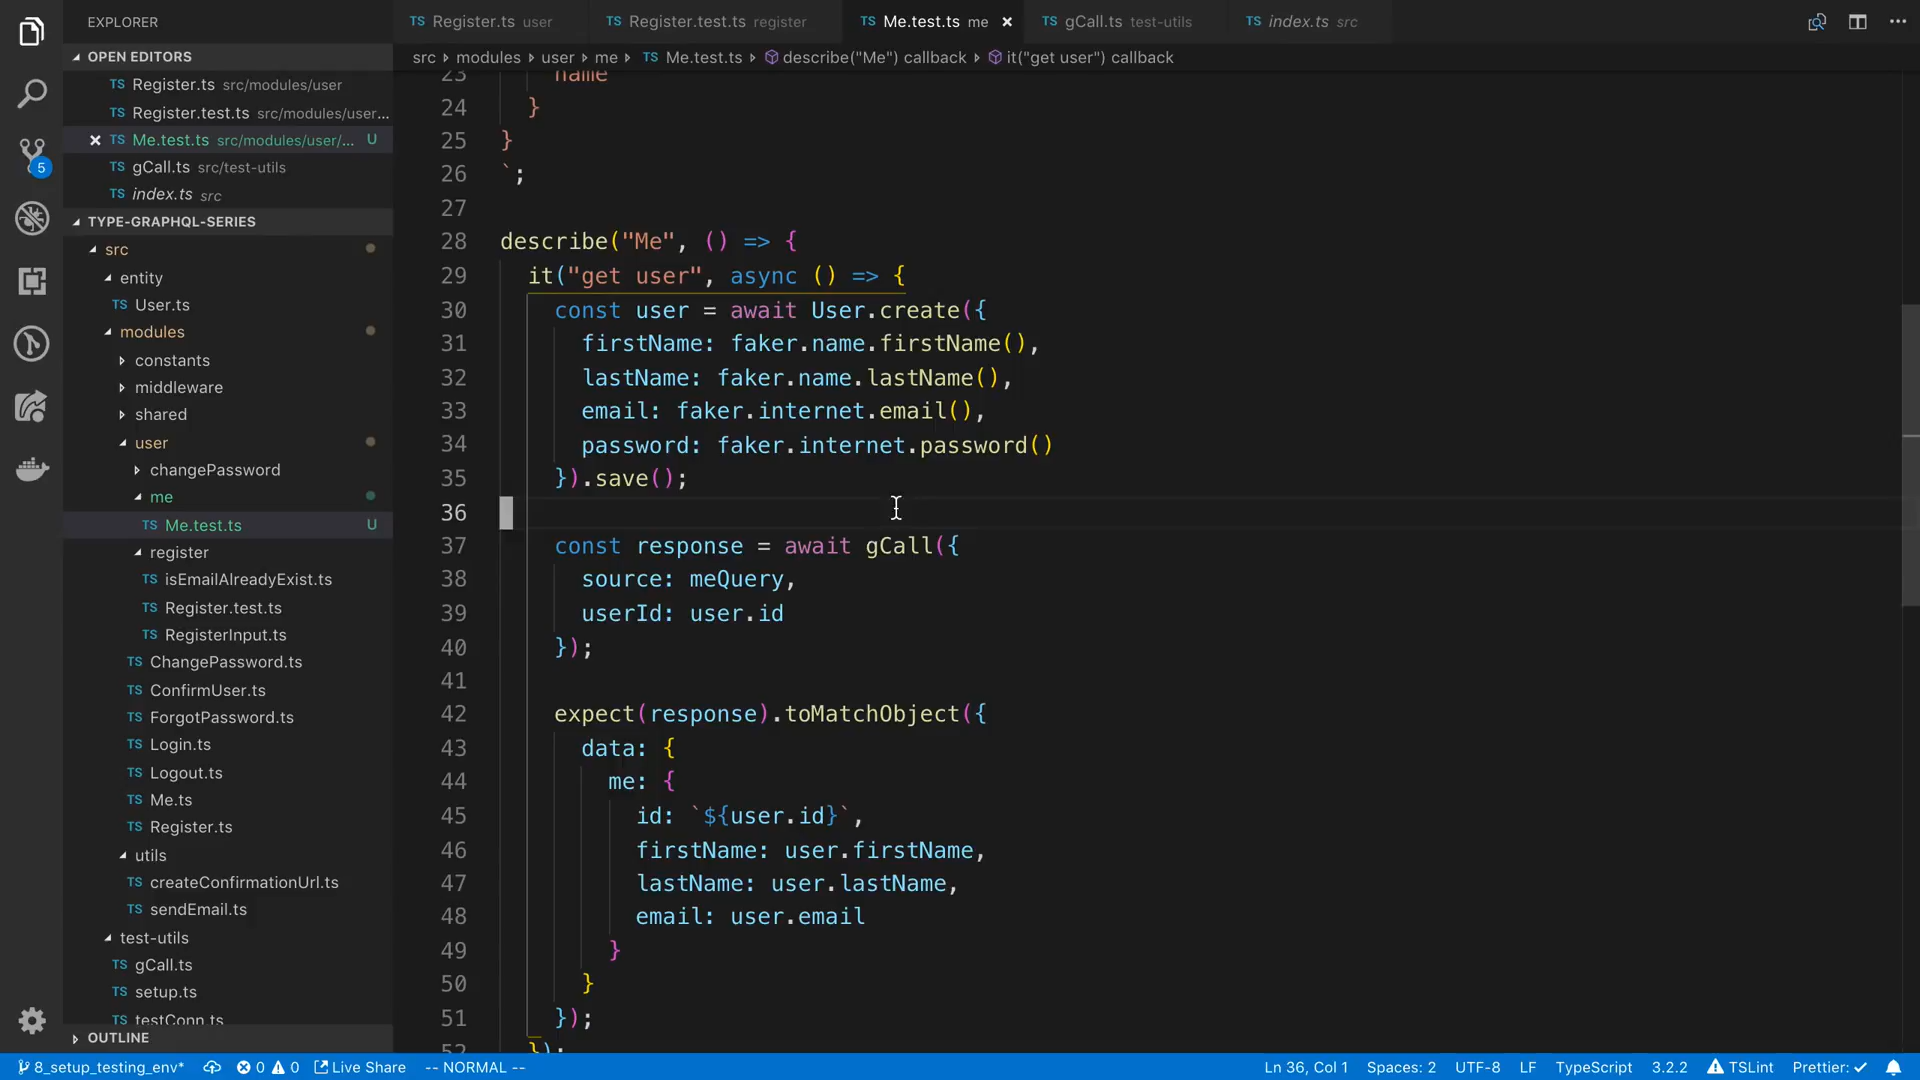 EXPLORER
OPEN EDITORS
TS Register.ts src/modules/user
TS Register.test.ts src/modules/user...
TS Me.test.ts src/modules/user/... U
TS gCall.ts src/test-utils
TS index.ts src
TYPE-GRAPHQL-SERIES
src
entity
TS User.ts
modules
constants
middleware
shared
user
changePassword
me
TS Me.test.ts U
register
TS isEmailAlreadyExist.ts
TS Register.test.ts
TS RegisterInput.ts
TS ChangePassword.ts
TS ConfirmUser.ts
TS ForgotPassword.ts
TS Login.ts
TS Logout.ts
TS Me.ts
TS Register.ts
utils
TS createConfirmationUrl.ts
TS sendEmail.ts
test-utils
TS gCall.ts
TS setup.ts
TS testConn.ts
OUTLINE
5
TS Register.ts user
TS Register.test.ts register
TS Me.test.ts me
TS gCall.ts test-utils
TS index.ts src
src modules user me TS Me.test.ts describe("Me") callback it("get user") callback
23 name
24 }
25 }
26 `;
27
28 describe("Me", () => {
29 it("get user", async () => {
30 const user = await User.create({
31 firstName: faker.name.firstName(),
32 lastName: faker.name.lastName(),
33 email: faker.internet.email(),
34 password: faker.internet.password()
35 }).save();
36
37 const response = await gCall({
38 source: meQuery,
39 userId: user.id
40 });
41
42 expect(response).toMatchObject({
43 data: {
44 me: {
45 id: `${user.id}`,
46 firstName: user.firstName,
47 lastName: user.lastName,
48 email: user.email
49 }
50 }
51 });
52 });
8_setup_testing_env* 0 0 Live Share -- NORMAL -- Ln 36, Col 1 Spaces: 2 UTF-8 LF TypeScript 3.2.2 TSLint Prettier: ✓